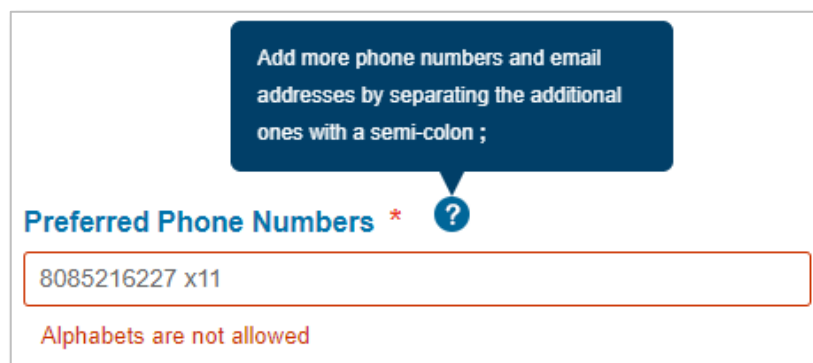 Add more phone numbers and email
addresses by separating the additional
ones with a semi-colon ;
Preferred Phone Numbers * ?
8085216227 x11
Alphabets are not allowed